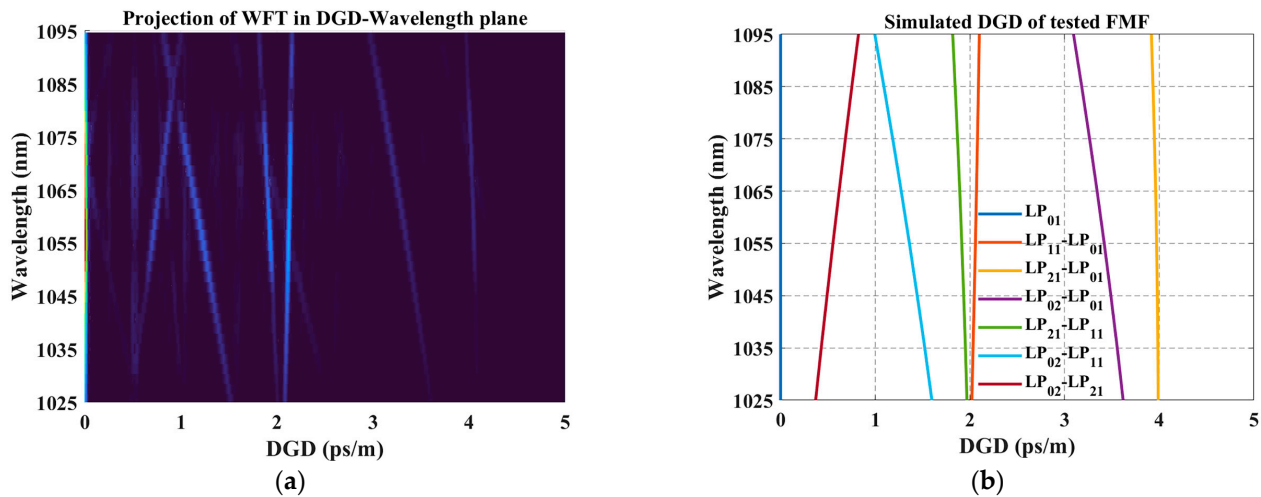 Projection of WFT in DGD-Wavelength plane
Wavelength (nm)
1095
1085
1075
1065
1055
1045
1035
1025
0 1 2 3 4 5
DGD (ps/m)
(a)
Simulated DGD of tested FMF
Wavelength (nm)
1095
1085
1075
1065
1055
1045
1035
1025
LP01
LP11-LP01
LP21-LP01
LP02-LP01
LP21-LP11
LP02-LP11
LP02-LP21
0 1 2 3 4 5
DGD (ps/m)
(b)